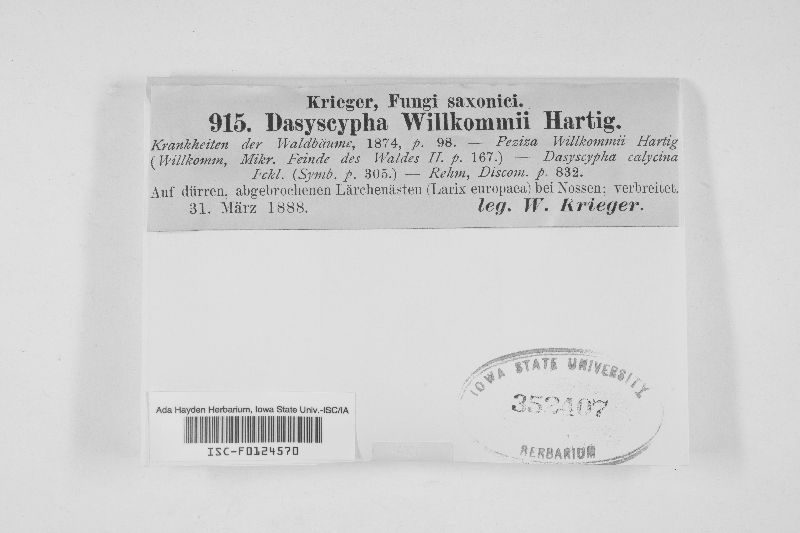 Krieger, Fungi saxonici.
915. Dasyscypha Willkommii Hartig.
Krankheiten der Waldbäume, 1874, p. 98. — Peziza Willkommii Hartig
(Willkomm, Mikr. Feinde des Waldes II. p. 167.) — Dasyscypha calycina
Fckl. (Symb. p. 305.) — Rehm, Discom. p. 832.
Auf dürren, abgebrochenen Lärchenästen (Larix europaea) bei Nossen: verbreitet.
31. März 1888. leg. W. Krieger.
IOWA STATE UNIVERSITY
352407
HERBARIUM
Ada Hayden Herbarium, Iowa State Univ.-ISC/IA
ISC-F0124570